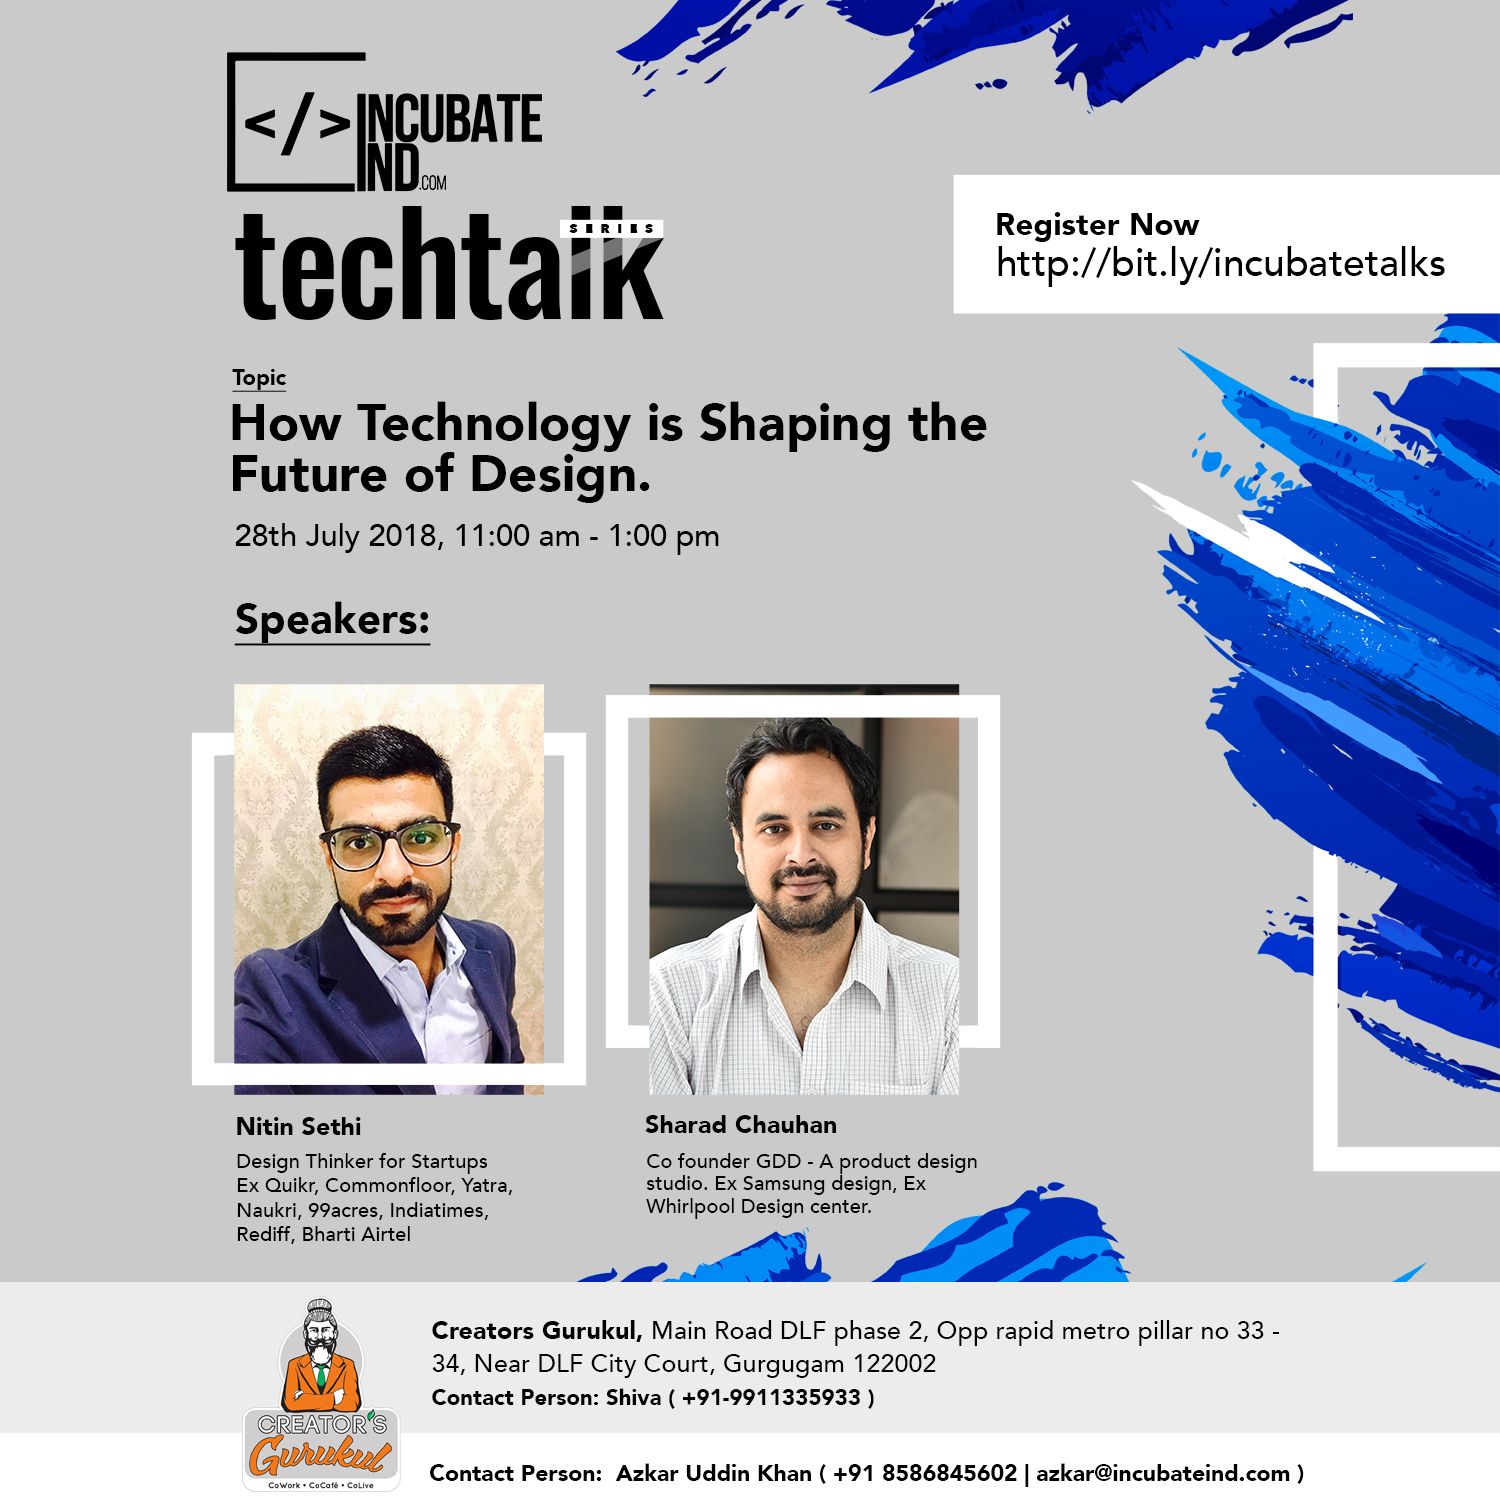 </>INCUBATE
IND.COM
techtalk
SERIES
Register Now
http://bit.ly/incubatetalks
Topic
How Technology is Shaping the
Future of Design.
28th July 2018, 11:00 am - 1:00 pm
Speakers:
Nitin Sethi
Design Thinker for Startups
Ex Quikr, Commonfloor, Yatra,
Naukri, 99acres, Indiatimes,
Rediff, Bharti Airtel
Sharad Chauhan
Co founder GDD - A product design
studio. Ex Samsung design, Ex
Whirlpool Design center.
CREATOR'S
Gurukul
CoWork • CoCafé • CoLive
Creators Gurukul, Main Road DLF phase 2, Opp rapid metro pillar no 33 -
34, Near DLF City Court, Gurgugam 122002
Contact Person: Shiva ( +91-9911335933 )
Contact Person: Azkar Uddin Khan ( +91 8586845602 | azkar@incubateind.com )